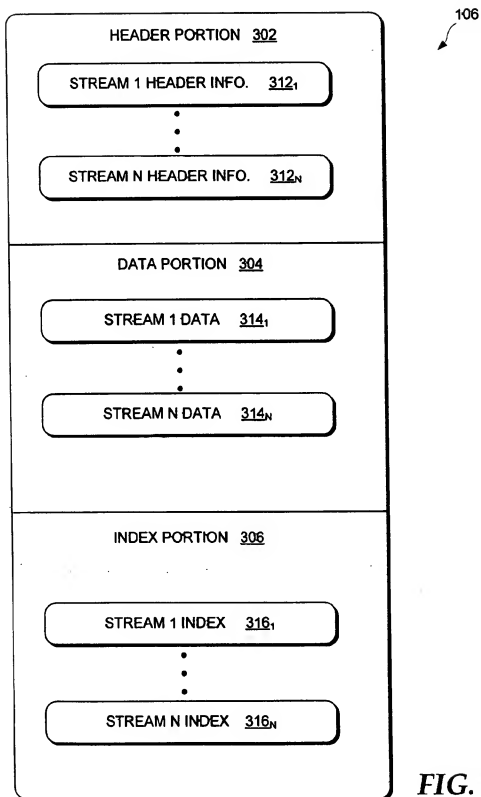 106
HEADER PORTION 302
STREAM 1 HEADER INFO. 312₁
STREAM N HEADER INFO. 312ₙ
DATA PORTION 304
STREAM 1 DATA 314₁
STREAM N DATA 314ₙ
INDEX PORTION 306
STREAM 1 INDEX 316₁
STREAM N INDEX 316ₙ
FIG.